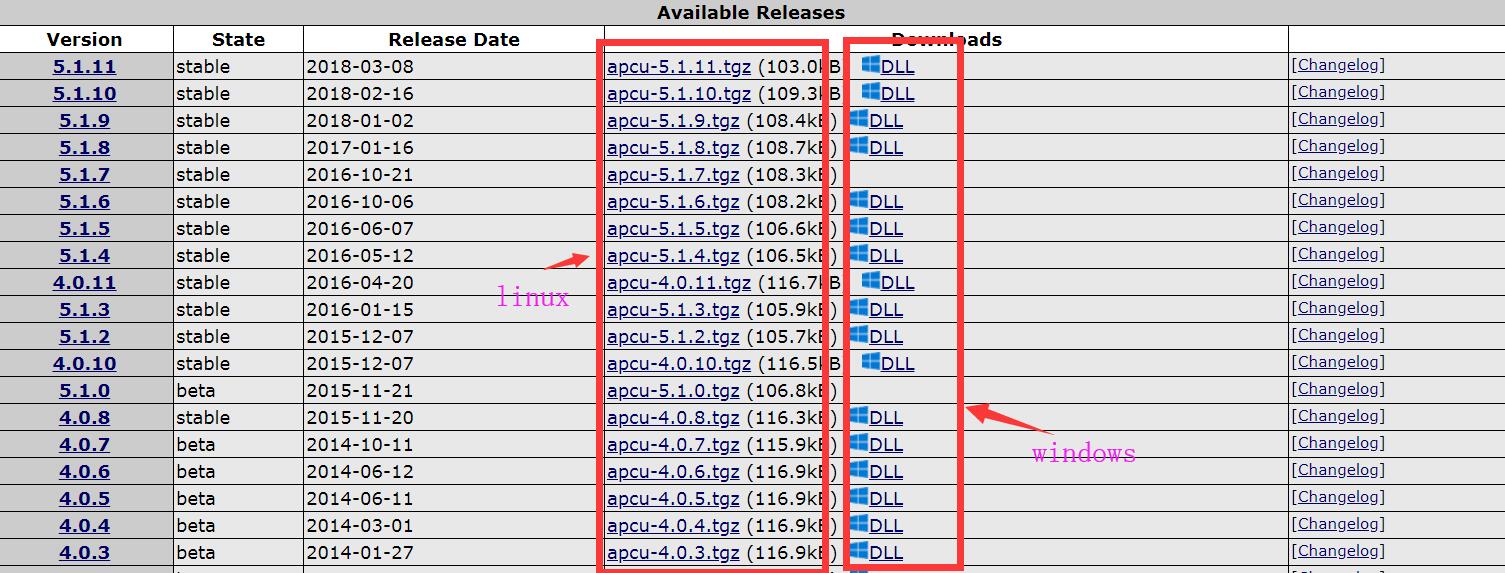 Available Releases
Version State Release Date Downloads
5.1.11 stable 2018-03-08 apcu-5.1.11.tgz (103.0kB DLL [Changelog]
5.1.10 stable 2018-02-16 apcu-5.1.10.tgz (109.3kB DLL [Changelog]
5.1.9 stable 2018-01-02 apcu-5.1.9.tgz (108.4kB) DLL [Changelog]
5.1.8 stable 2017-01-16 apcu-5.1.8.tgz (108.7kB) DLL [Changelog]
5.1.7 stable 2016-10-21 apcu-5.1.7.tgz (108.3kB) [Changelog]
5.1.6 stable 2016-10-06 apcu-5.1.6.tgz (108.2kB) DLL [Changelog]
5.1.5 stable 2016-06-07 apcu-5.1.5.tgz (106.6kB) DLL [Changelog]
5.1.4 stable 2016-05-12 apcu-5.1.4.tgz (106.5kB) DLL [Changelog]
4.0.11 stable 2016-04-20 apcu-4.0.11.tgz (116.7kB DLL [Changelog]
linux
5.1.3 stable 2016-01-15 apcu-5.1.3.tgz (105.9kB) DLL [Changelog]
5.1.2 stable 2015-12-07 apcu-5.1.2.tgz (105.7kB) DLL [Changelog]
4.0.10 stable 2015-12-07 apcu-4.0.10.tgz (116.5kB) DLL [Changelog]
5.1.0 beta 2015-11-21 apcu-5.1.0.tgz (106.8kB) [Changelog]
4.0.8 stable 2015-11-20 apcu-4.0.8.tgz (116.3kB) DLL [Changelog]
4.0.7 beta 2014-10-11 apcu-4.0.7.tgz (115.9kB) DLL [Changelog]
windows
4.0.6 beta 2014-06-12 apcu-4.0.6.tgz (116.9kB) DLL [Changelog]
4.0.5 beta 2014-06-11 apcu-4.0.5.tgz (116.9kB) DLL [Changelog]
4.0.4 beta 2014-03-01 apcu-4.0.4.tgz (116.9kB) DLL [Changelog]
4.0.3 beta 2014-01-27 apcu-4.0.3.tgz (116.9kB) DLL [Changelog]